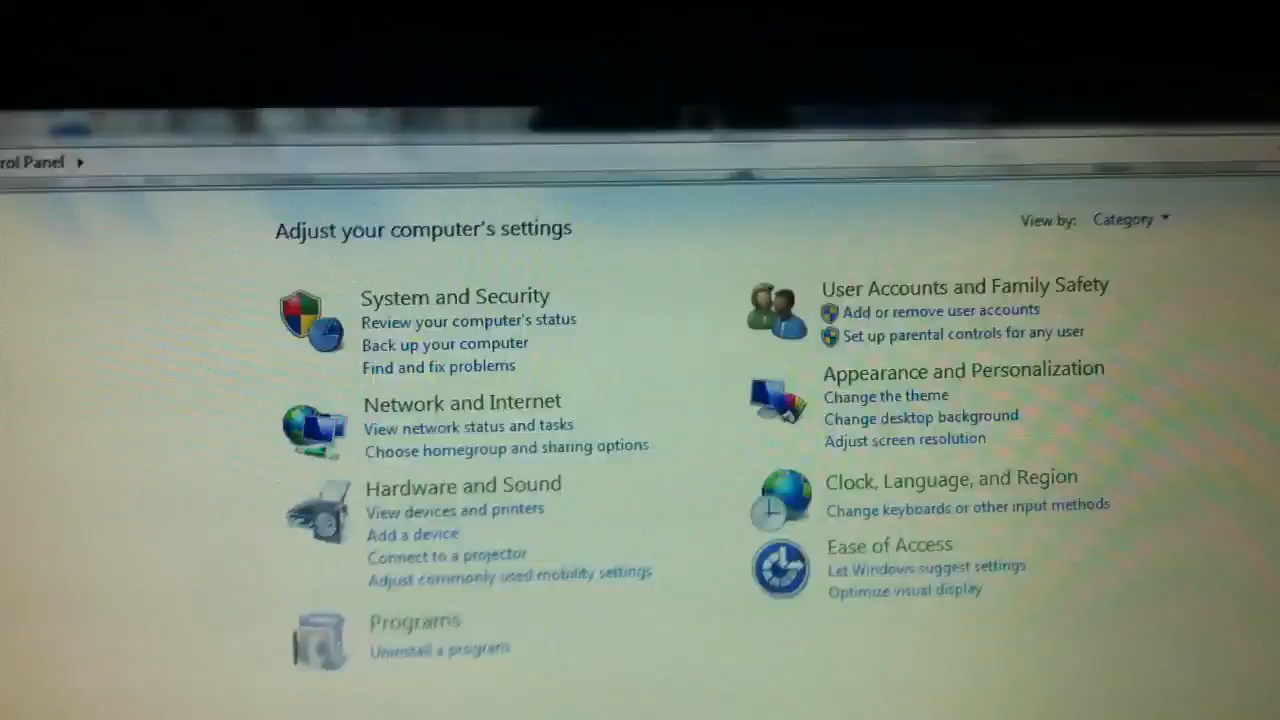 rol Panel
Adjust your computer's settings
View by: Category
System and Security
Review your computer's status
Back up your computer
Find and fix problems
Network and Internet
View network status and tasks
Choose homegroup and sharing options
Hardware and Sound
View devices and printers
Add a device
Connect to a projector
Adjust commonly used mobility settings
Programs
Uninstall a program
User Accounts and Family Safety
Add or remove user accounts
Set up parental controls for any user
Appearance and Personalization
Change the theme
Change desktop background
Adjust screen resolution
Clock, Language, and Region
Change keyboards or other input methods
Ease of Access
Let Windows suggest settings
Optimize visual display